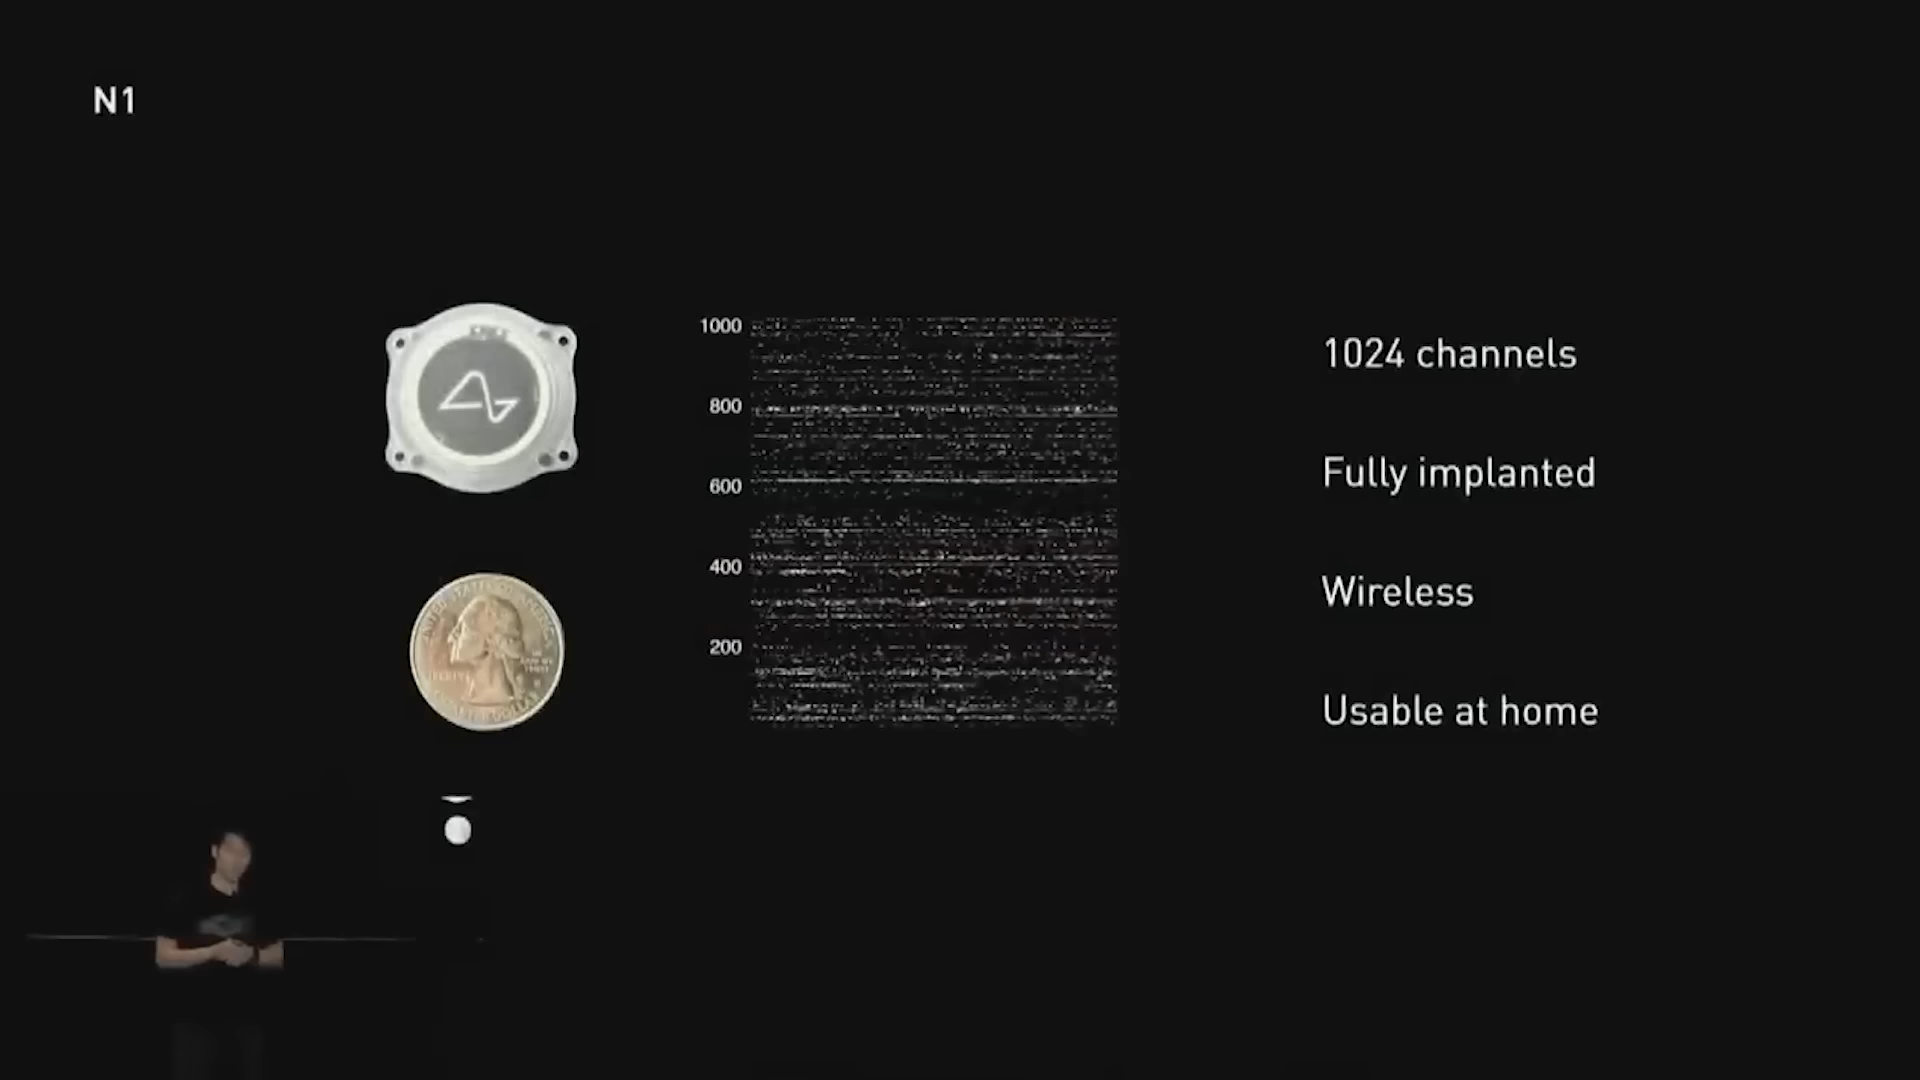 N1
1000
800
600
400
200
1024 channels
Fully implanted
Wireless
Usable at home